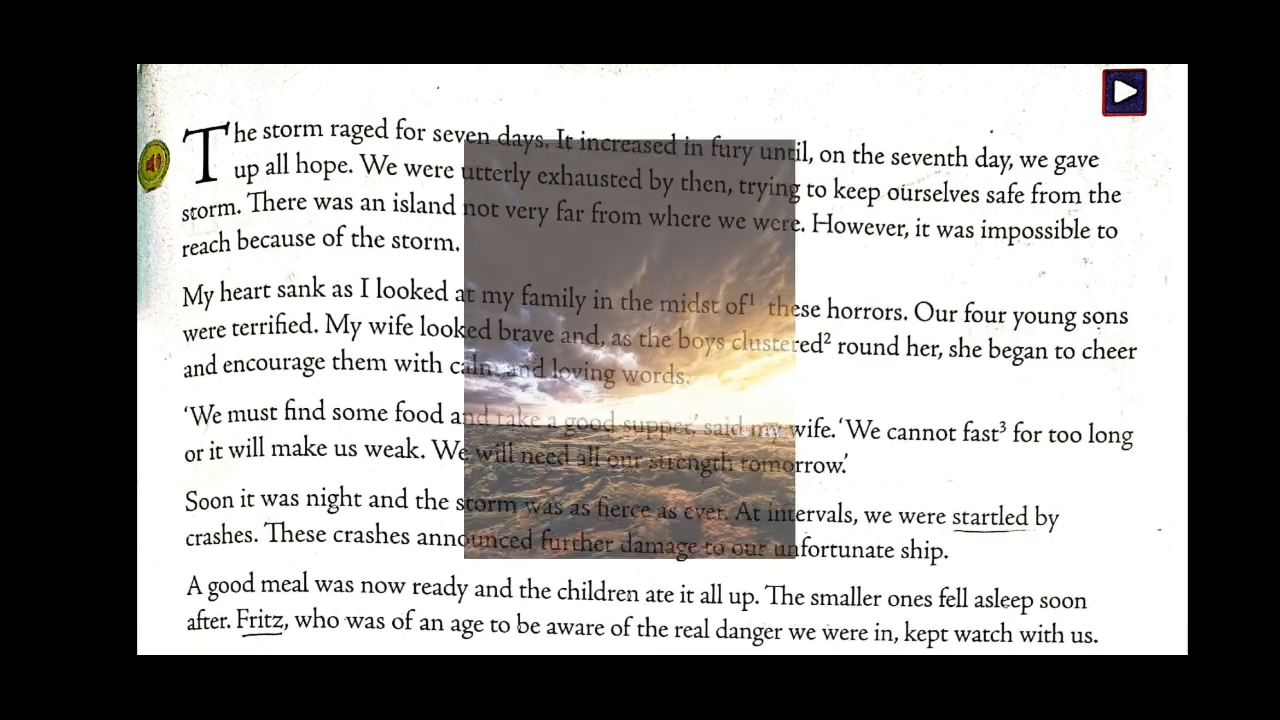 The storm raged for seven days. It increased in fury until, on the seventh day, we gave
up all hope. We were utterly exhausted by then, trying to keep ourselves safe from the
storm. There was an island not very far from where we were. However, it was impossible to
reach because of the storm.
My heart sank as I looked at my family in the midst of¹ these horrors. Our four young sons
were terrified. My wife looked brave and, as the boys clustered² round her, she began to cheer
and encourage them with calm and loving words.
‘We must find some food and take a good supper,’ said my wife. ‘We cannot fast³ for too long
or it will make us weak. We will need all our strength tomorrow.’
Soon it was night and the storm was as fierce as ever. At intervals, we were startled by
crashes. These crashes announced further damage to our unfortunate ship.
A good meal was now ready and the children ate it all up. The smaller ones fell asleep soon
after. Fritz, who was of an age to be aware of the real danger we were in, kept watch with us.